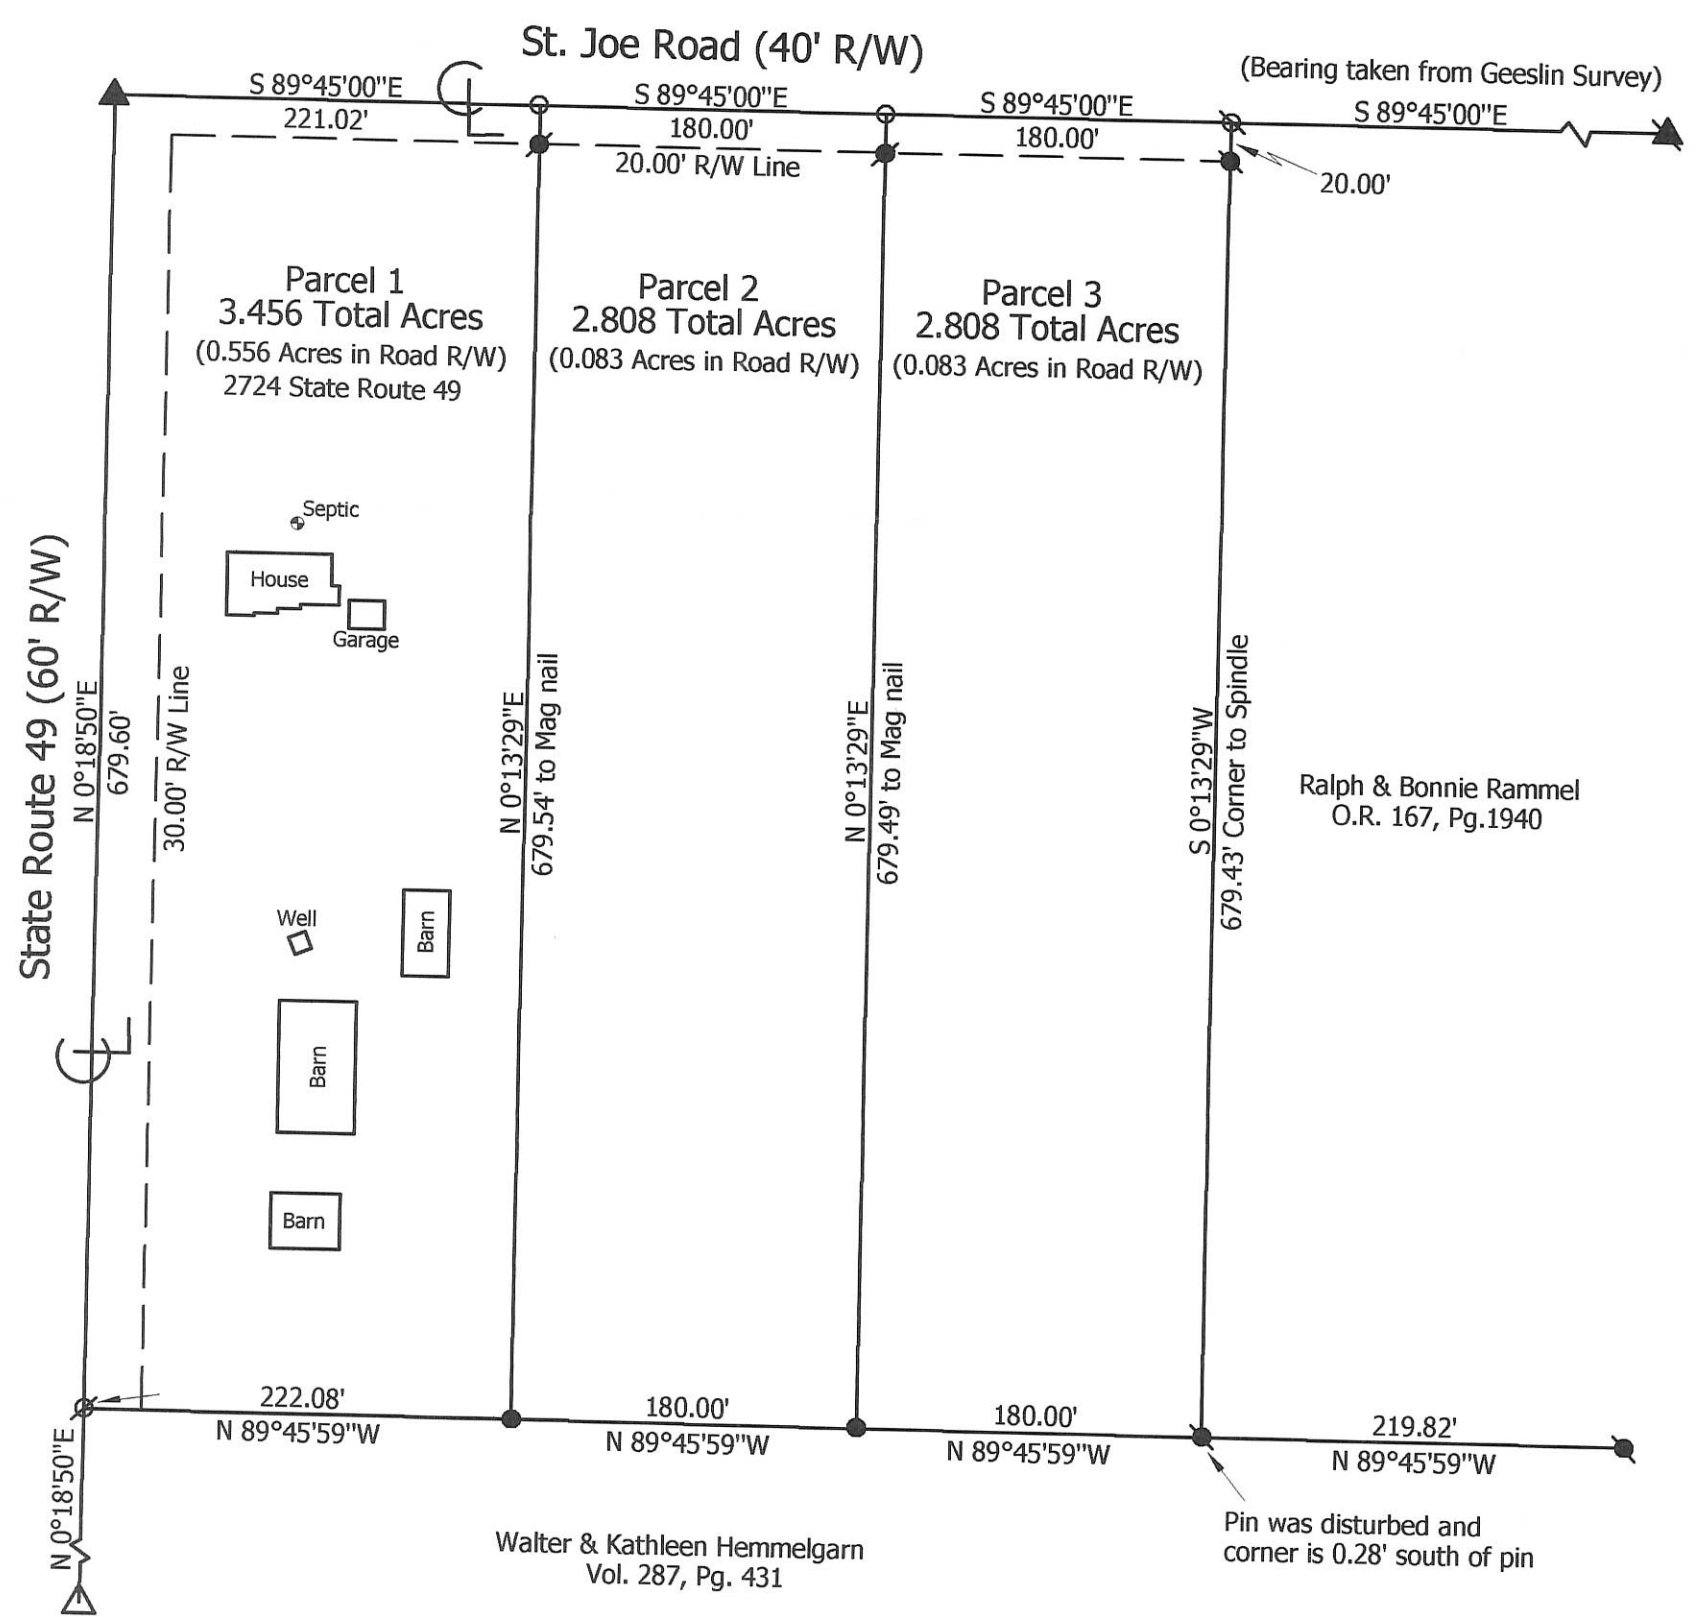 St. Joe Road (40' R/W)
(Bearing taken from Geeslin Survey)
S 89°45'00"E
221.02'
S 89°45'00"E
180.00'
S 89°45'00"E
180.00'
S 89°45'00"E
20.00' R/W Line
20.00'
Parcel 1
3.456 Total Acres
(0.556 Acres in Road R/W)
2724 State Route 49
Parcel 2
2.808 Total Acres
(0.083 Acres in Road R/W)
Parcel 3
2.808 Total Acres
(0.083 Acres in Road R/W)
Septic
House
Garage
State Route 49 (60' R/W)
N 0°18'50"E
679.60'
30.00' R/W Line
N 0°13'29"E
679.54' to Mag nail
N 0°13'29"E
679.49' to Mag nail
S 0°13'29"W
679.43' Corner to Spindle
Ralph & Bonnie Rammel
O.R. 167, Pg.1940
Well
Barn
Barn
Barn
222.08'
N 89°45'59"W
180.00'
N 89°45'59"W
180.00'
N 89°45'59"W
219.82'
N 89°45'59"W
N 0°18'50"E
Pin was disturbed and
corner is 0.28' south of pin
Walter & Kathleen Hemmelgarn
Vol. 287, Pg. 431